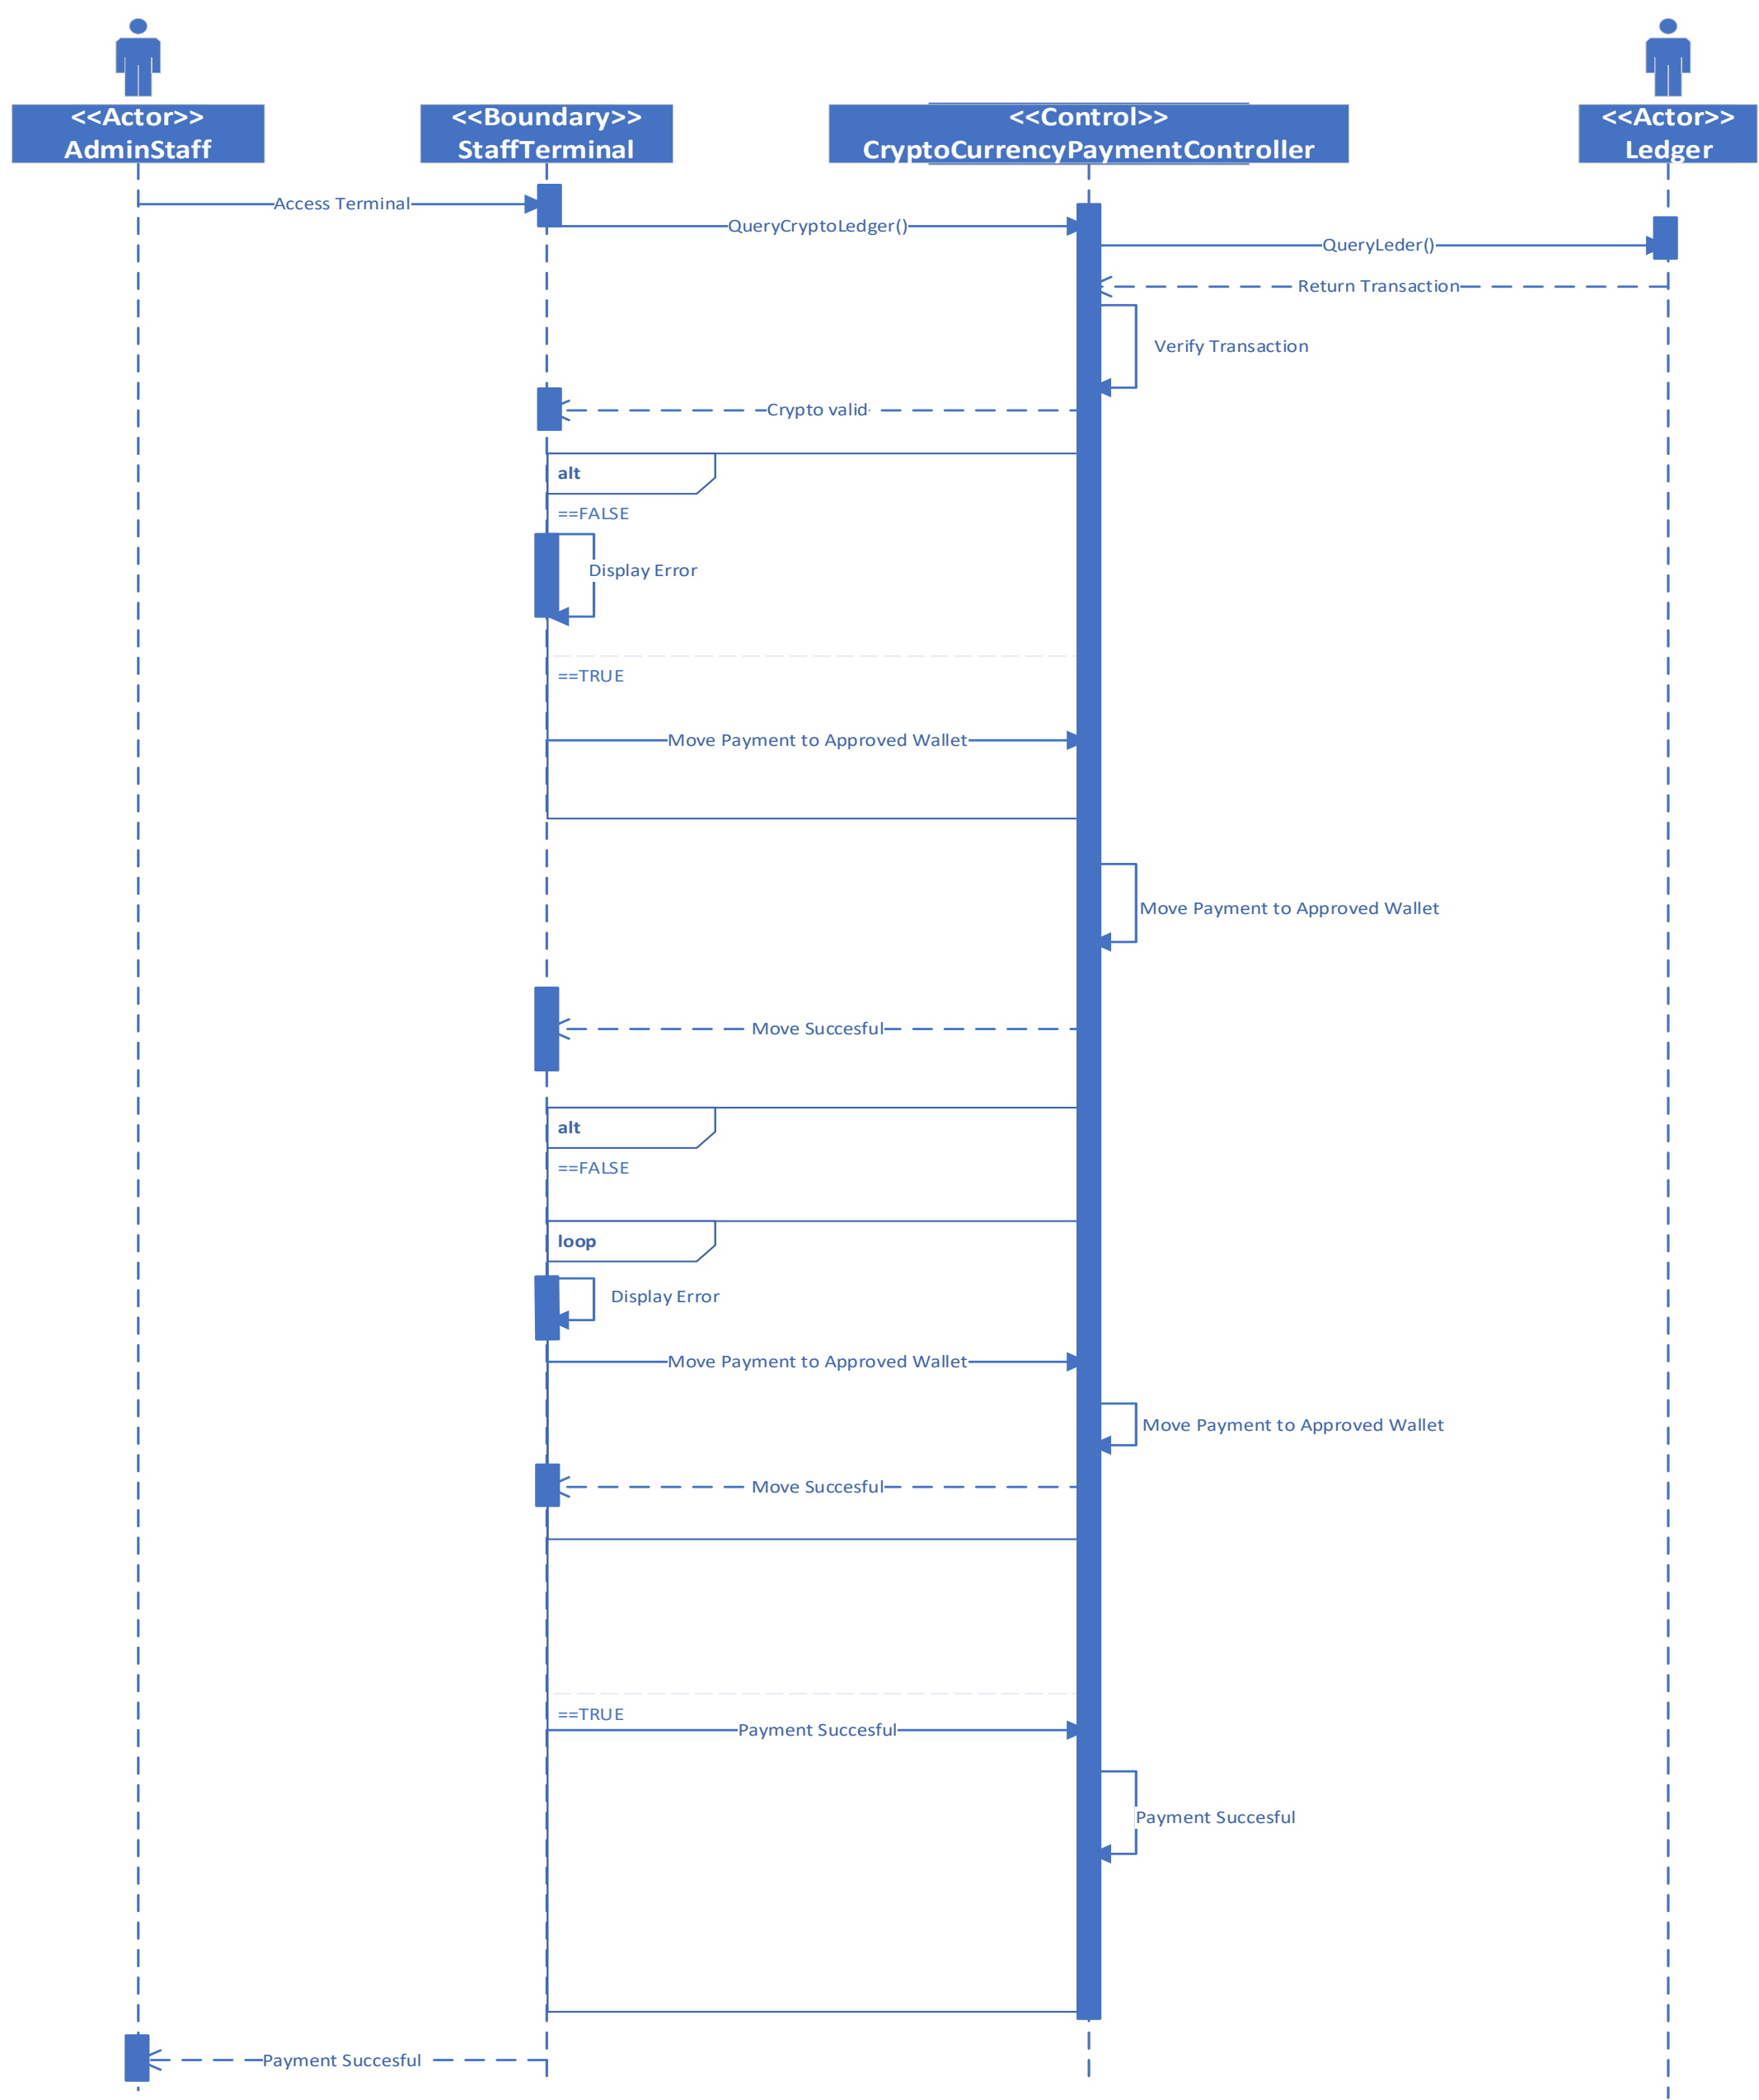 <<Actor>>
AdminStaff
<<Boundary>>
StaffTerminal
<<Control>>
CryptoCurrencyPaymentController
<<Actor>>
Ledger
Access Terminal
QueryCryptoLedger()
QueryLeder()
Return Transaction
Verify Transaction
Crypto valid
alt
==FALSE
Display Error
==TRUE
Move Payment to Approved Wallet
Move Payment to Approved Wallet
Move Succesful
alt
==FALSE
loop
Display Error
Move Payment to Approved Wallet
Move Payment to Approved Wallet
Move Succesful
==TRUE
Payment Succesful
Payment Succesful
Payment Succesful